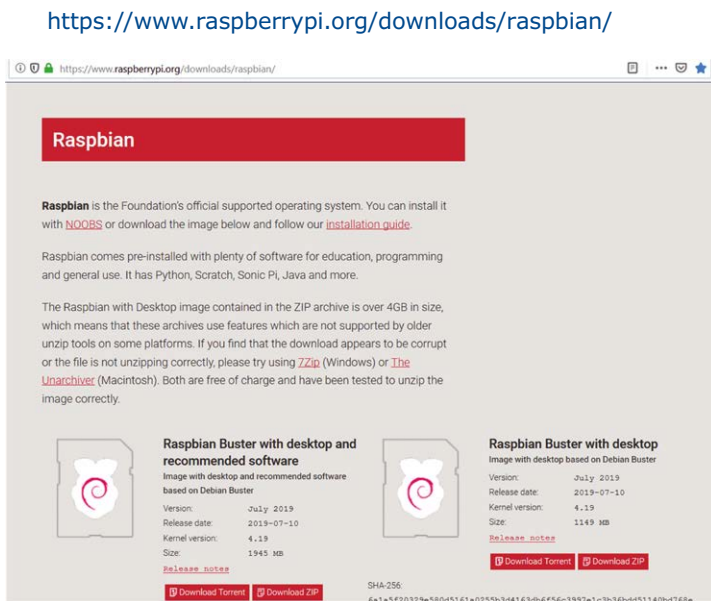 https://www.raspberrypi.org/downloads/raspbian/
https://www.raspberrypi.org/downloads/raspbian/
Raspbian
Raspbian is the Foundation's official supported operating system. You can install it
with NOOBS or download the image below and follow our installation guide.
Raspbian comes pre-installed with plenty of software for education, programming
and general use. It has Python, Scratch, Sonic Pi, Java and more.
The Raspbian with Desktop image contained in the ZIP archive is over 4GB in size,
which means that these archives use features which are not supported by older
unzip tools on some platforms. If you find that the download appears to be corrupt
or the file is not unzipping correctly, please try using 7Zip (Windows) or The
Unarchiver (Macintosh). Both are free of charge and have been tested to unzip the
image correctly.
Raspbian Buster with desktop and
recommended software
Image with desktop and recommended software
based on Debian Buster
Version: July 2019
Release date: 2019-07-10
Kernel version: 4.19
Size: 1945 MB
Release notes
Download Torrent Download ZIP
Raspbian Buster with desktop
Image with desktop based on Debian Buster
Version: July 2019
Release date: 2019-07-10
Kernel version: 4.19
Size: 1149 MB
Release notes
Download Torrent Download ZIP
SHA-256: